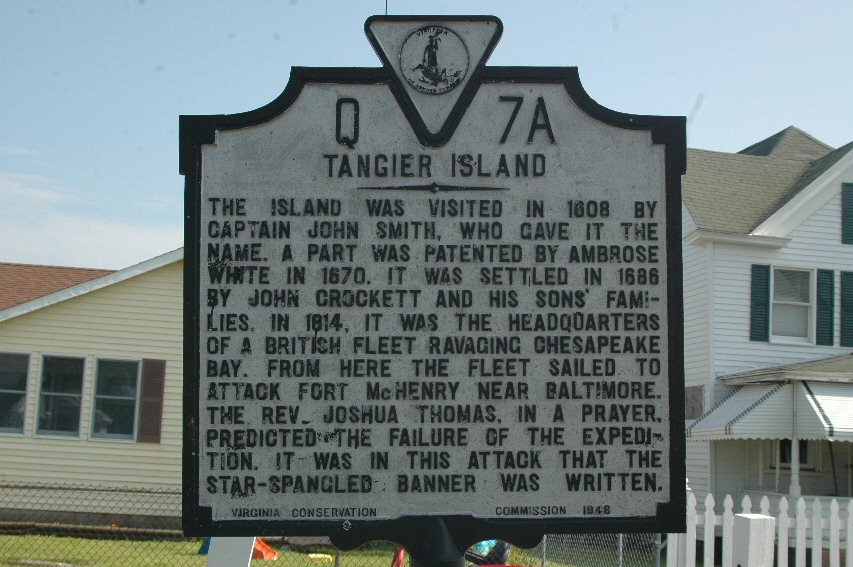 VIRGINIA
Q 7A
TANGIER ISLAND
THE ISLAND WAS VISITED IN 1608 BY
CAPTAIN JOHN SMITH, WHO GAVE IT THE
NAME. A PART WAS PATENTED BY AMBROSE
WHITE IN 1670. IT WAS SETTLED IN 1686
BY JOHN CROCKETT AND HIS SONS' FAMI-
LIES. IN 1814, IT WAS THE HEADQUARTERS
OF A BRITISH FLEET RAVAGING CHESAPEAKE
BAY. FROM HERE THE FLEET SAILED TO
ATTACK FORT McHENRY NEAR BALTIMORE.
THE REV. JOSHUA THOMAS, IN A PRAYER,
PREDICTED THE FAILURE OF THE EXPEDI-
TION. IT WAS IN THIS ATTACK THAT THE
STAR-SPANGLED BANNER WAS WRITTEN.
VIRGINIA CONSERVATION COMMISSION 1948